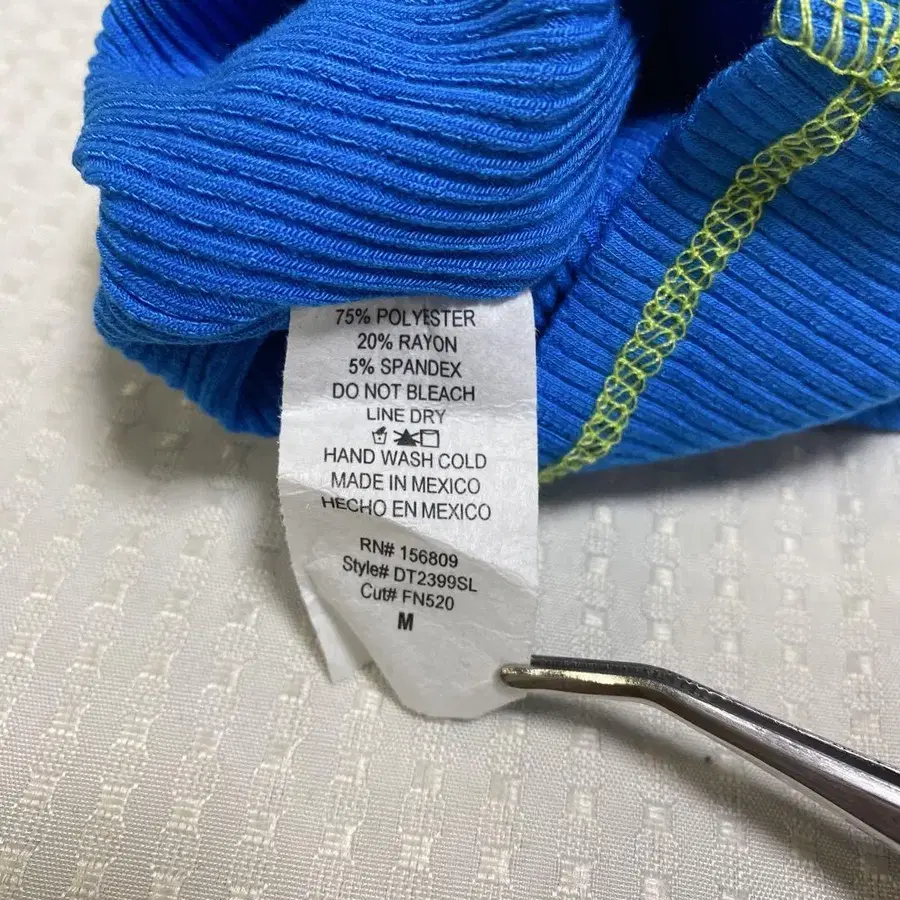 75% POLYESTER
20% RAYON
5% SPANDEX
DO NOT BLEACH
LINE DRY
HAND WASH COLD
MADE IN MEXICO
HECHO EN MEXICO
RN# 156809
Style# DT2399SL
Cut# FN520
M